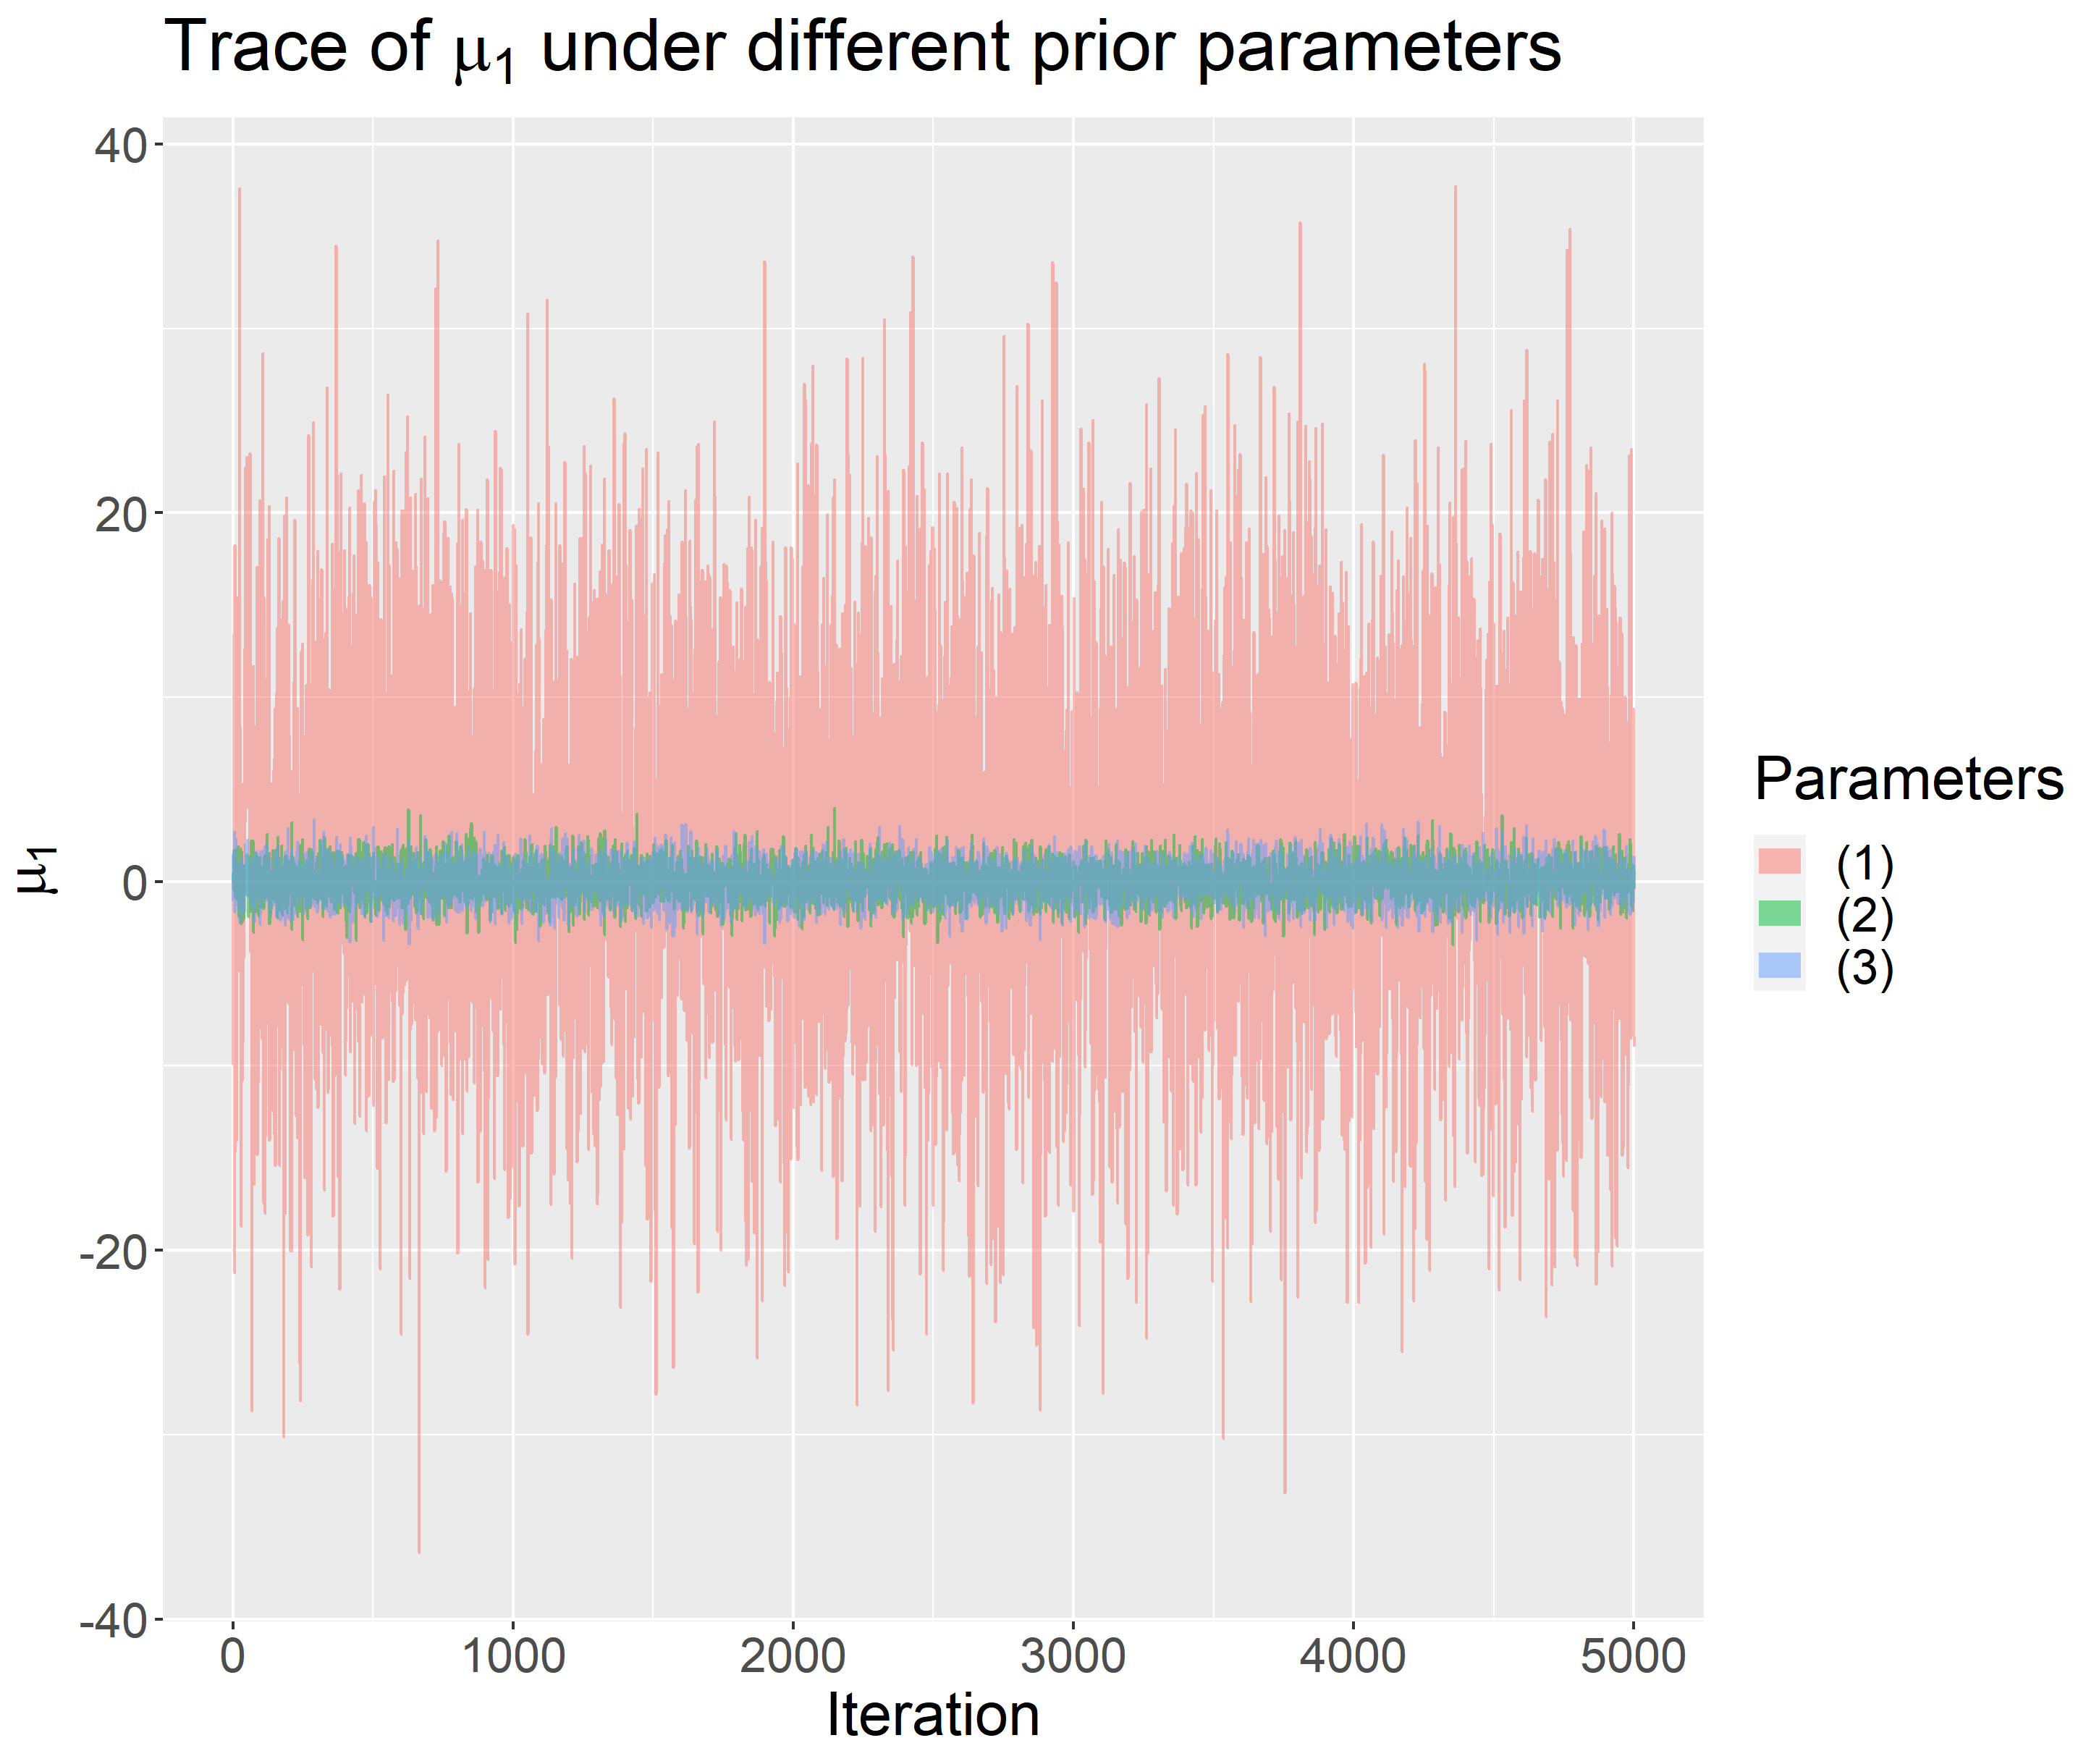 Trace of μ₁ under different prior parameters
40
20
0
-20
-40
μ₁
0 1000 2000 3000 4000 5000
Iteration
Parameters
(1)
(2)
(3)